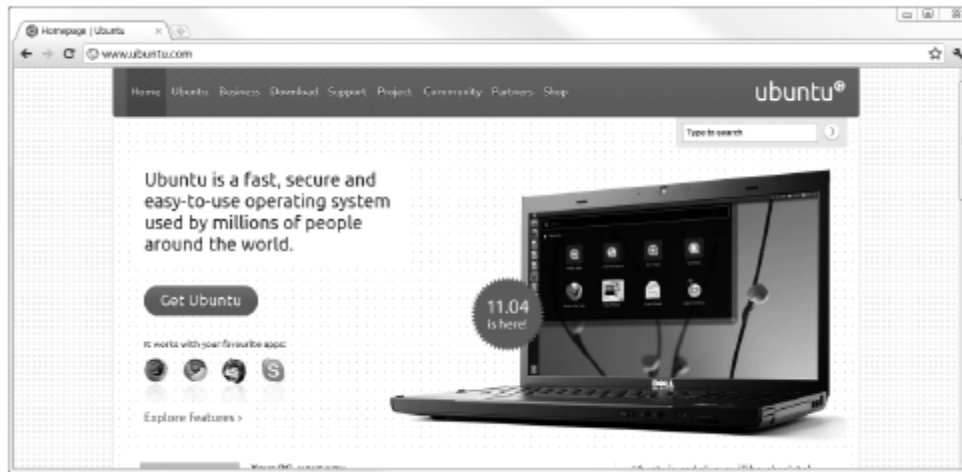 Homepage | Ubuntu
www.ubuntu.com
Home Ubuntu Business Download Support Project Community Partners Shop
ubuntu
Type to search
Ubuntu is a fast, secure and
easy-to-use operating system
used by millions of people
around the world.
Get Ubuntu
11.04
is here!
It works with your favourite apps:
S
Explore features >
DELL